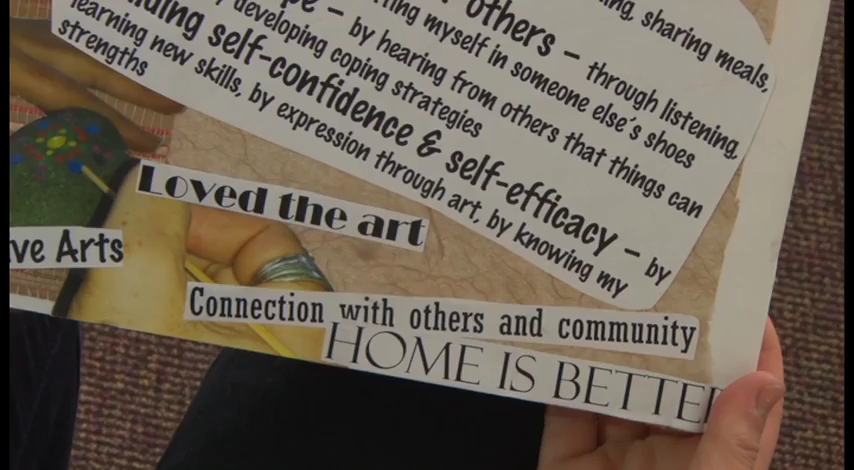 others – through listening,
sharing meals,
myself in someone else's shoes
– by hearing from others that things can
developing coping strategies
self-confidence & self-efficacy – by
learning new skills, by expression through art, by knowing my
strengths
Loved the art
ve Arts
Connection with others and community
HOME IS BETTER